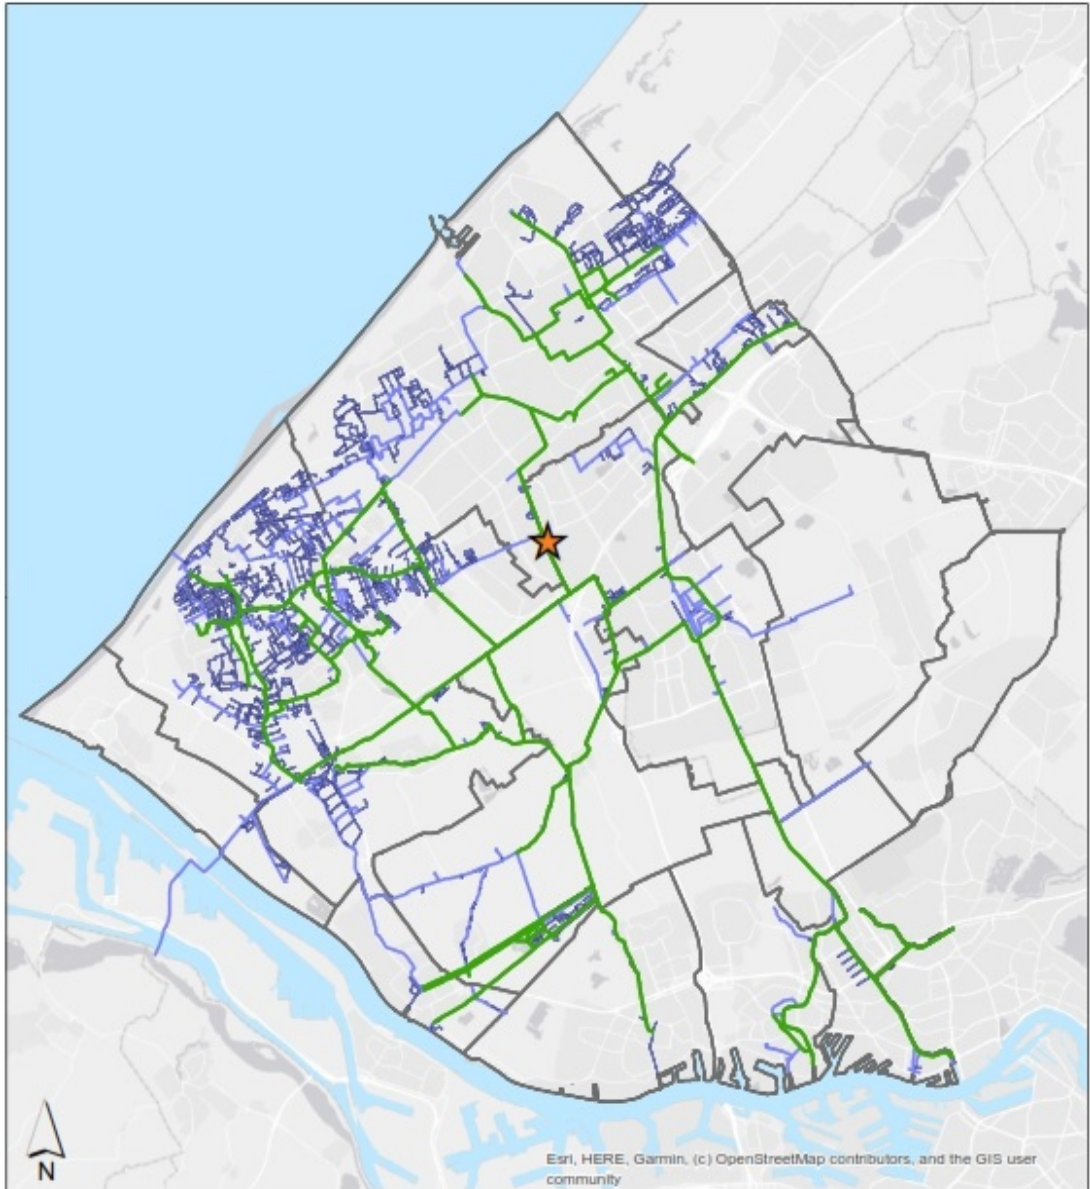 N
Esri, HERE, Garmin, (c) OpenStreetMap contributors, and the GIS user
community